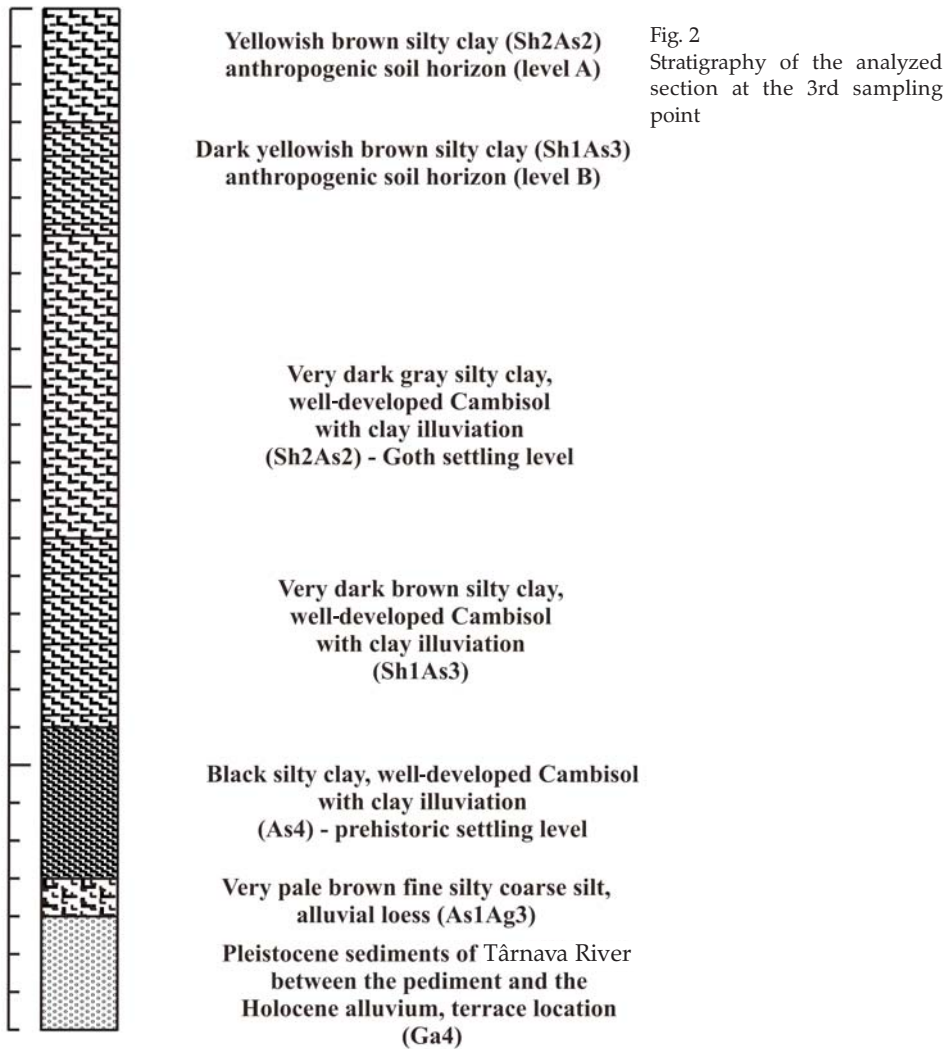 Yellowish brown silty clay (Sh2As2)
anthropogenic soil horizon (level A)
Fig. 2
Stratigraphy of the analyzed
section at the 3rd sampling
point
Dark yellowish brown silty clay (Sh1As3)
anthropogenic soil horizon (level B)
Very dark gray silty clay,
well-developed Cambisol
with clay illuviation
(Sh2As2) - Goth settling level
Very dark brown silty clay,
well-developed Cambisol
with clay illuviation
(Sh1As3)
Black silty clay, well-developed Cambisol
with clay illuviation
(As4) - prehistoric settling level
Very pale brown fine silty coarse silt,
alluvial loess (As1Ag3)
Pleistocene sediments of Târnava River
between the pediment and the
Holocene alluvium, terrace location
(Ga4)